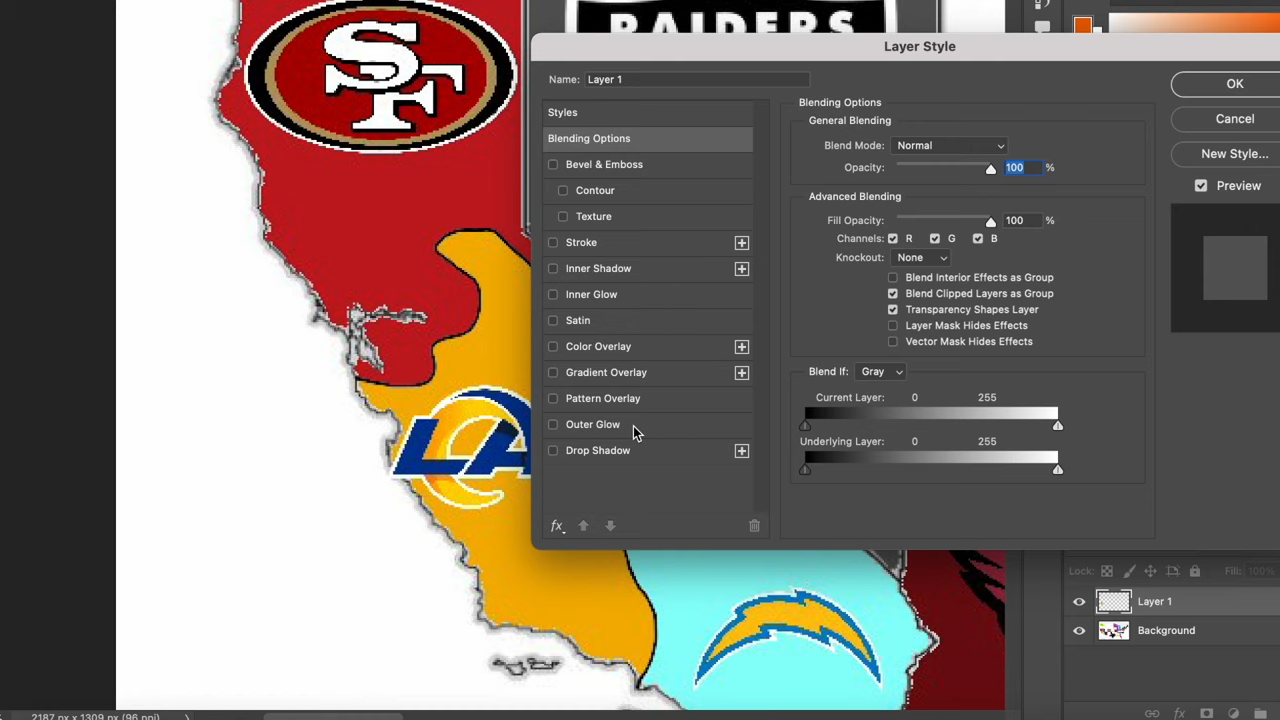 SF
RAIDERS
Layer Style
Name: Layer 1
OK
Cancel
New Style...
Preview
Styles
Blending Options
Bevel & Emboss
Contour
Texture
Stroke
Inner Shadow
Inner Glow
Satin
Color Overlay
Gradient Overlay
Pattern Overlay
Outer Glow
Drop Shadow
fx
Blending Options
General Blending
Blend Mode: Normal
Opacity: 100 %
Advanced Blending
Fill Opacity: 100 %
Channels: R G B
Knockout: None
Blend Interior Effects as Group
Blend Clipped Layers as Group
Transparency Shapes Layer
Layer Mask Hides Effects
Vector Mask Hides Effects
Blend If: Gray
Current Layer: 0 255
Underlying Layer: 0 255
LA
Lock: Fill: 100%
Layer 1
Background
fx
2187 px x 1309 px (96 ppi)